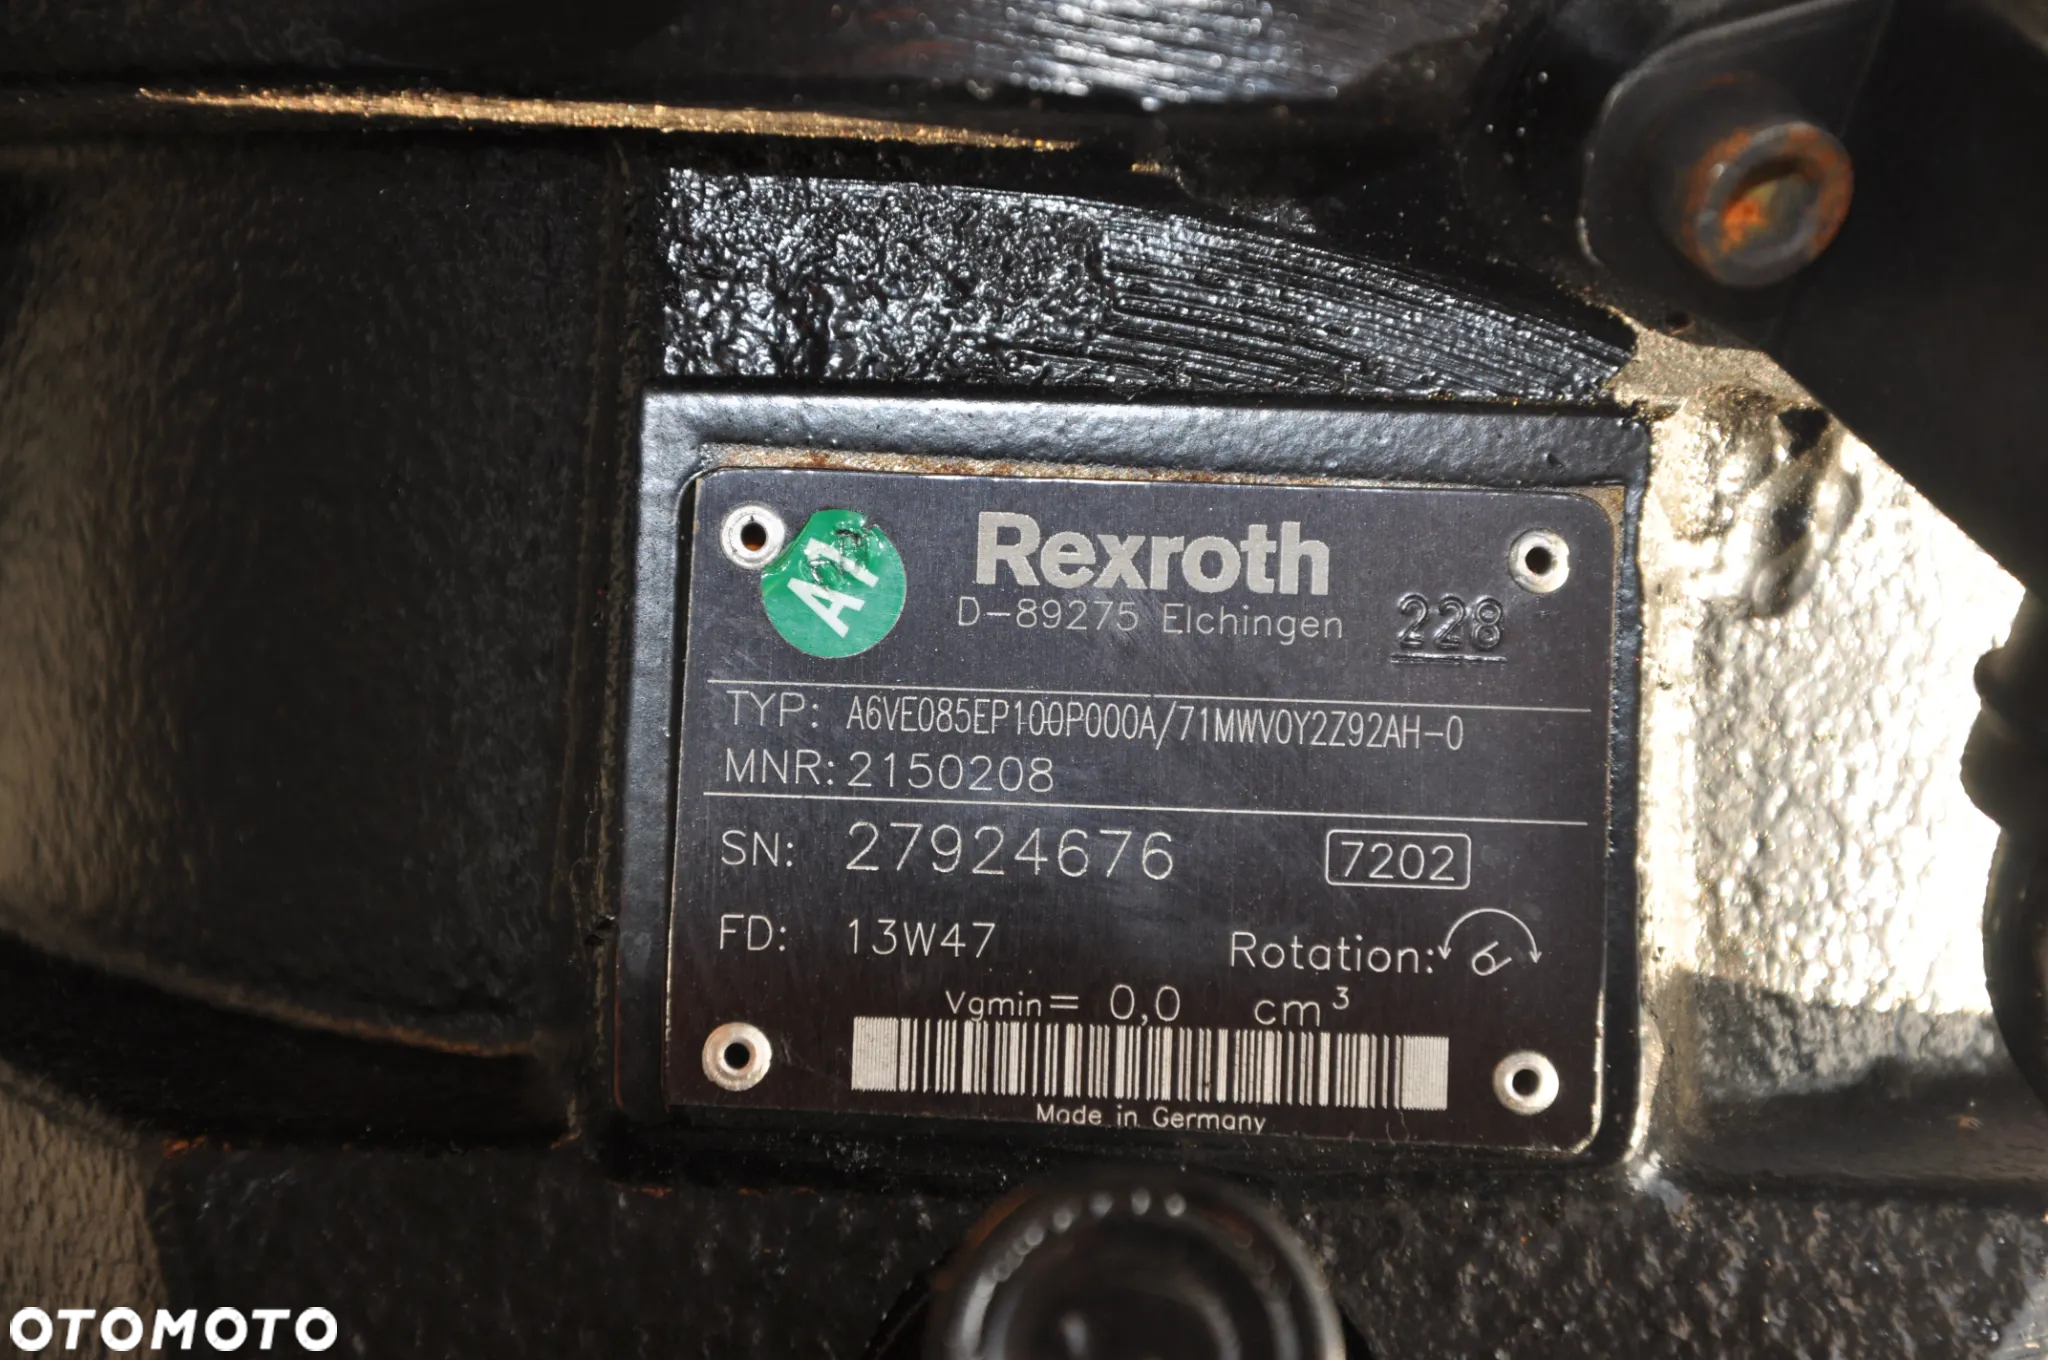 A1
Rexroth
D-89275 Elchingen
228
TYP: A6VE085EP100P000A/71MWV0Y2Z92AH-0
MNR: 2150208
SN: 27924676
7202
FD: 13W47
Rotation:
Vgmin= 0,0 cm³
Made in Germany
OTOMOTO